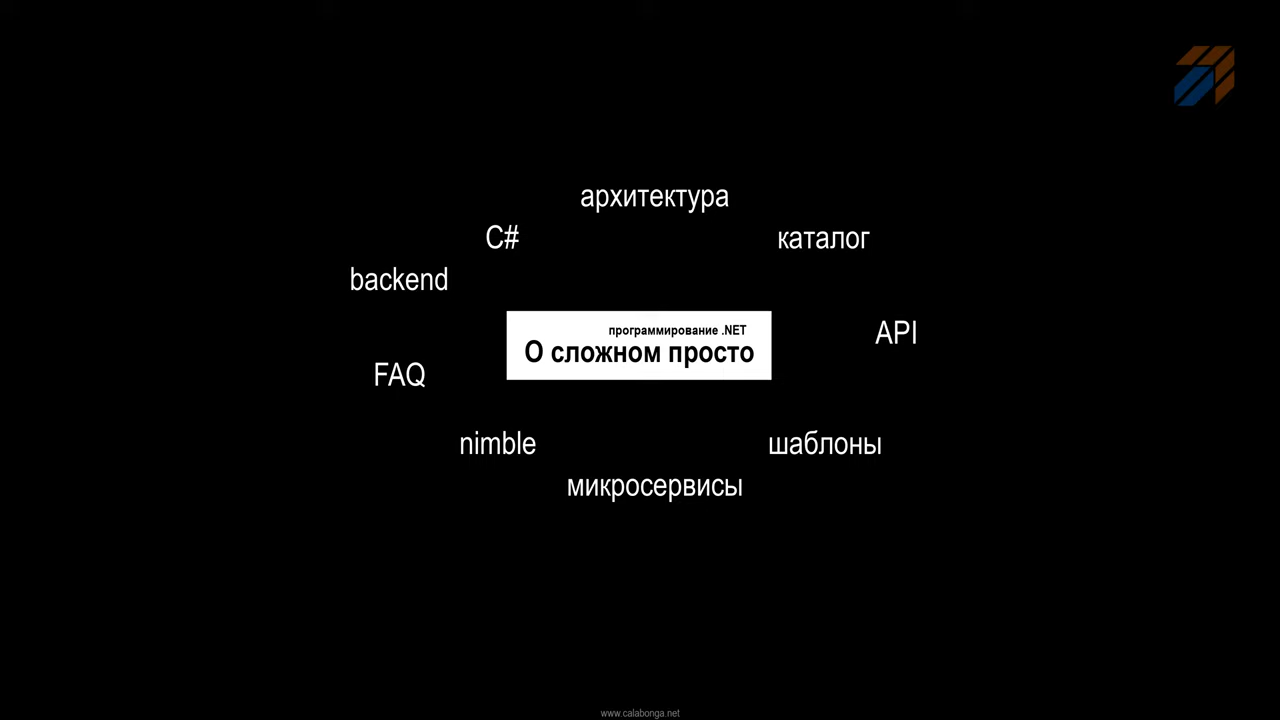 архитектура
C#
каталог
backend
программирование .NET
О сложном просто
API
FAQ
nimble
шаблоны
микросервисы
www.calabonga.net